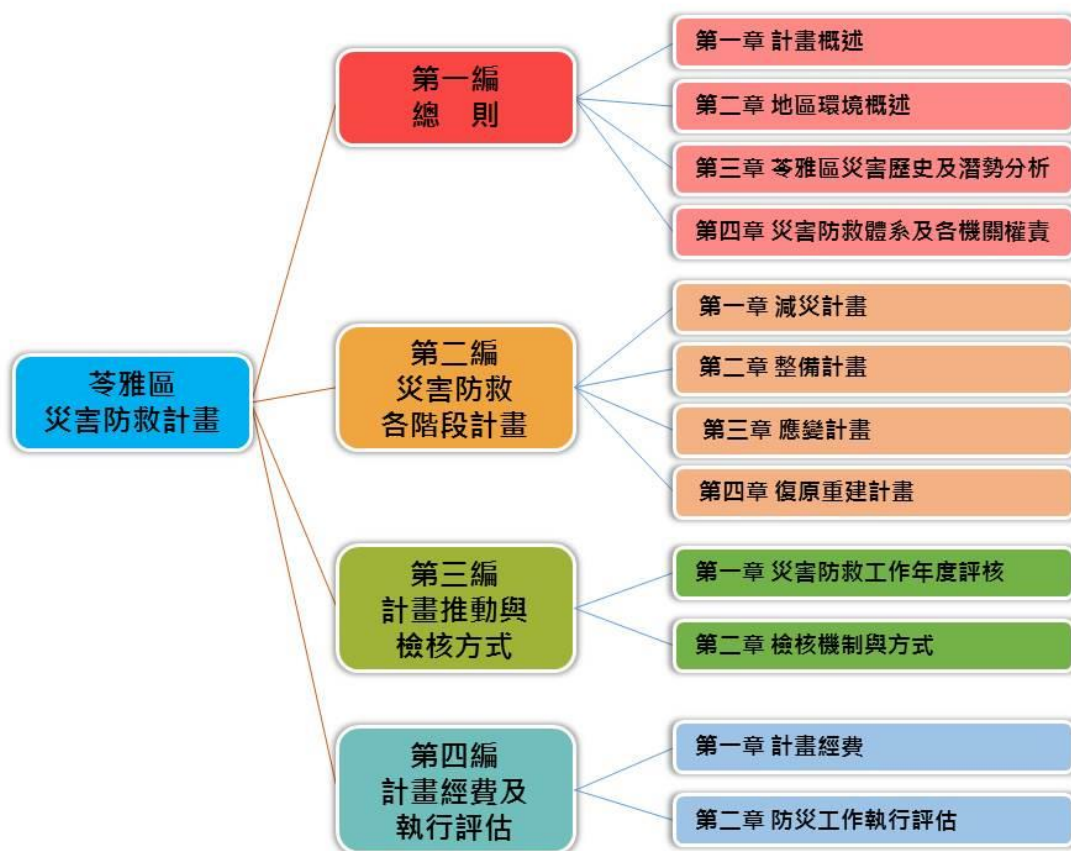 苓雅區
災害防救計畫
第一編
總　則
第一章 計畫概述
第二章 地區環境概述
第三章 苓雅區災害歷史及潛勢分析
第四章 災害防救體系及各機關權責
第二編
災害防救
各階段計畫
第一章 減災計畫
第二章 整備計畫
第三章 應變計畫
第四章 復原重建計畫
第三編
計畫推動與
檢核方式
第一章 災害防救工作年度評核
第二章 檢核機制與方式
第四編
計畫經費及
執行評估
第一章 計畫經費
第二章 防災工作執行評估